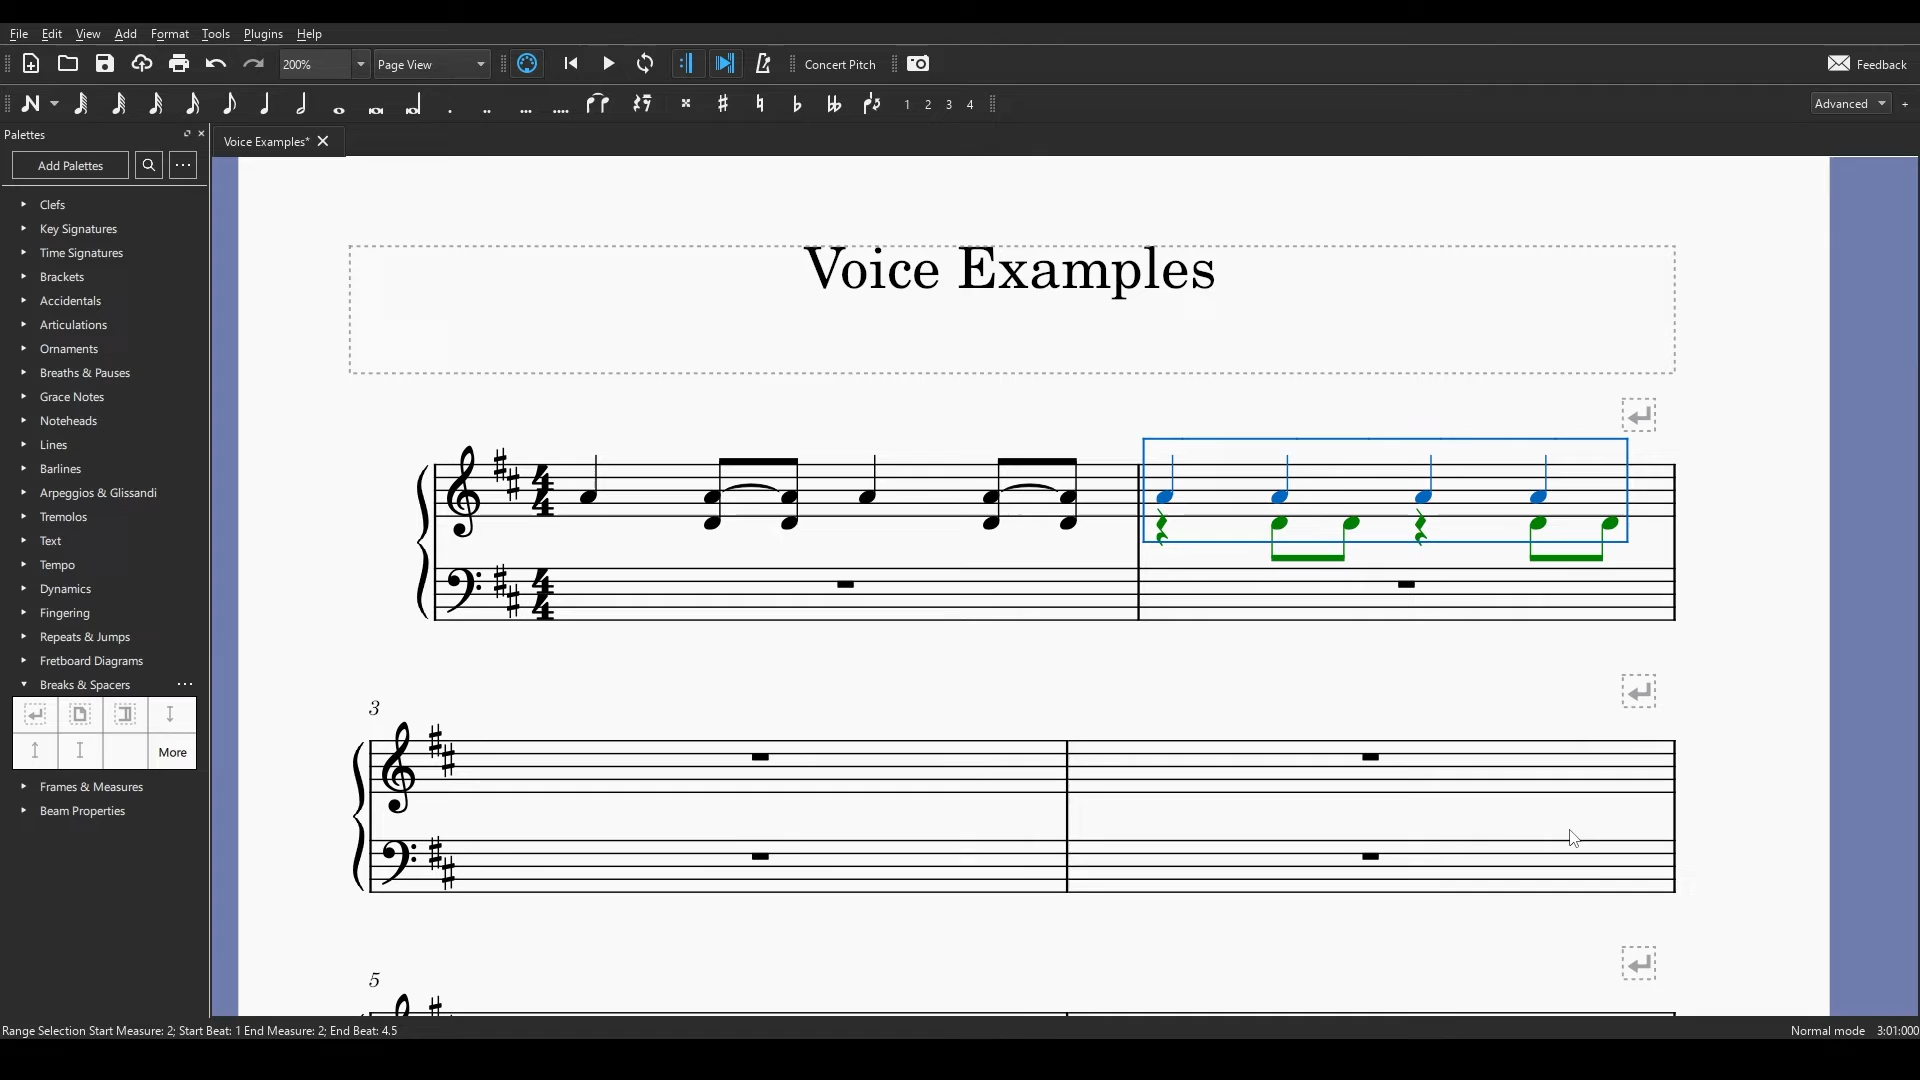 File Edit View Add Format Tools Plugins Help
200% Page View Concert Pitch Feedback
1 2 3 4 Advanced +
Palettes
Voice Examples*
Add Palettes ...
Clefs
Key Signatures
Time Signatures
Brackets
Accidentals
Articulations
Ornaments
Breaths & Pauses
Grace Notes
Noteheads
Lines
Barlines
Arpeggios & Glissandi
Tremolos
Text
Tempo
Dynamics
Fingering
Repeats & Jumps
Fretboard Diagrams
Breaks & Spacers ...
More
Frames & Measures
Beam Properties
Voice Examples
4
4
4
4
3
5
Range Selection Start Measure: 2; Start Beat: 1 End Measure: 2; End Beat: 4.5
Normal mode 3:01:000